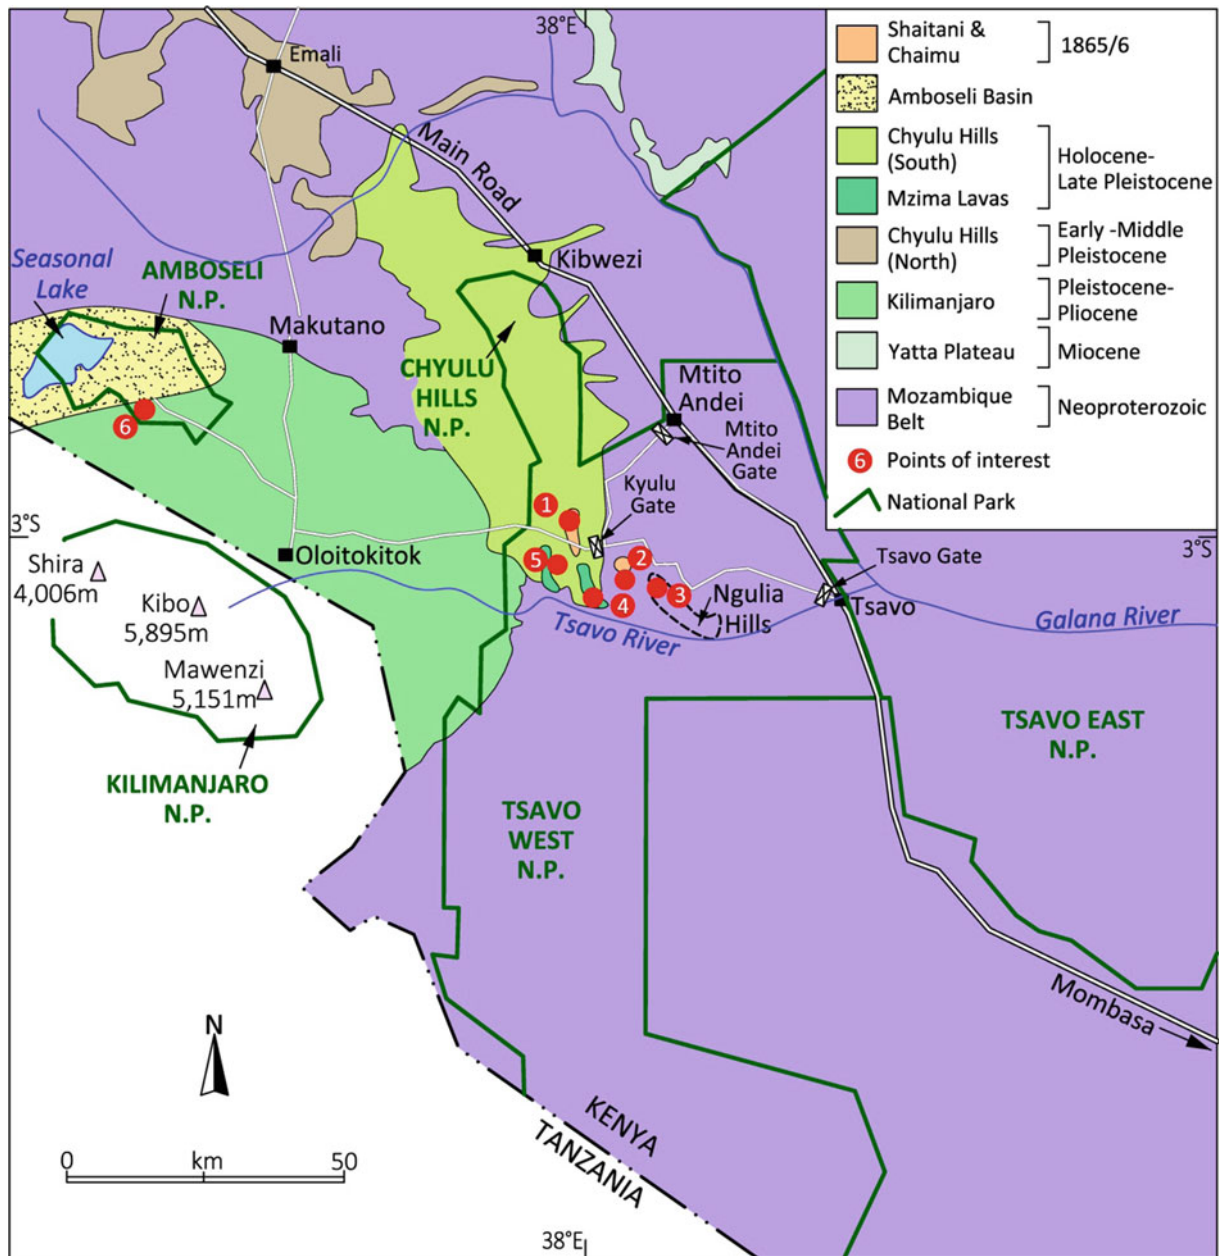 38°E
Emali
Main Road
Kibwezi
Seasonal
Lake
AMBOSELI
N.P.
Makutano
CHYULU
HILLS
N.P.
Mtito
Andei
Mtito
Andei
Gate
Kyulu
Gate
6
1
2
3
4
5
3°S
3°S
Oloitokitok
Shira
4,006m
Kibo
5,895m
Mawenzi
5,151m
KILIMANJARO
N.P.
Tsavo River
Ngulia
Hills
Tsavo Gate
Tsavo
Galana River
TSAVO EAST
N.P.
TSAVO
WEST
N.P.
Mombasa
N
0 km 50
KENYA
TANZANIA
38°E
Shaitani &
Chaimu
1865/6
Amboseli Basin
Chyulu Hills
(South)
Mzima Lavas
Holocene-
Late Pleistocene
Chyulu Hills
(North)
Early -Middle
Pleistocene
Kilimanjaro
Pleistocene-
Pliocene
Yatta Plateau
Miocene
Mozambique
Belt
Neoproterozoic
6 Points of interest
National Park